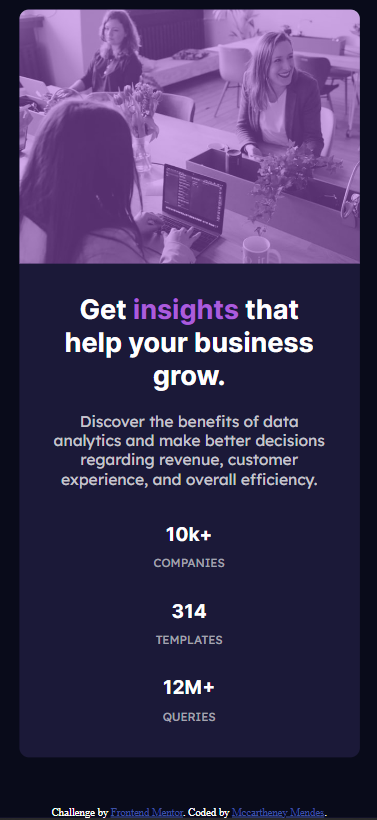 Get insights that
help your business
grow.
Discover the benefits of data
analytics and make better decisions
regarding revenue, customer
experience, and overall efficiency.
10k+
COMPANIES
314
TEMPLATES
12M+
QUERIES
Challenge by Frontend Mentor. Coded by Mccartheney Mendes.